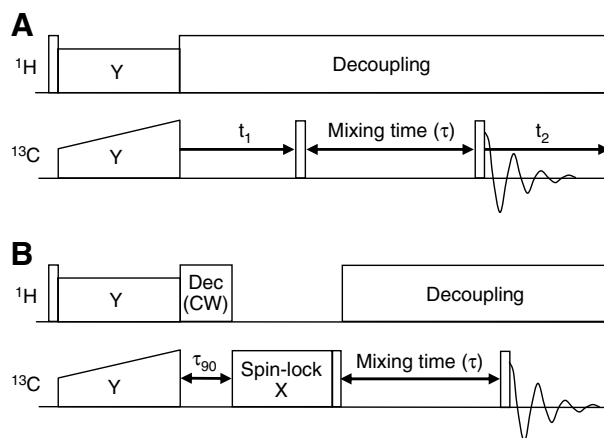 A
¹H
Y
Decoupling
¹³C
Y
t₁
Mixing time (τ)
t₂
B
¹H
Y
Dec
(CW)
Decoupling
¹³C
Y
τ₉₀
Spin-lock
X
Mixing time (τ)